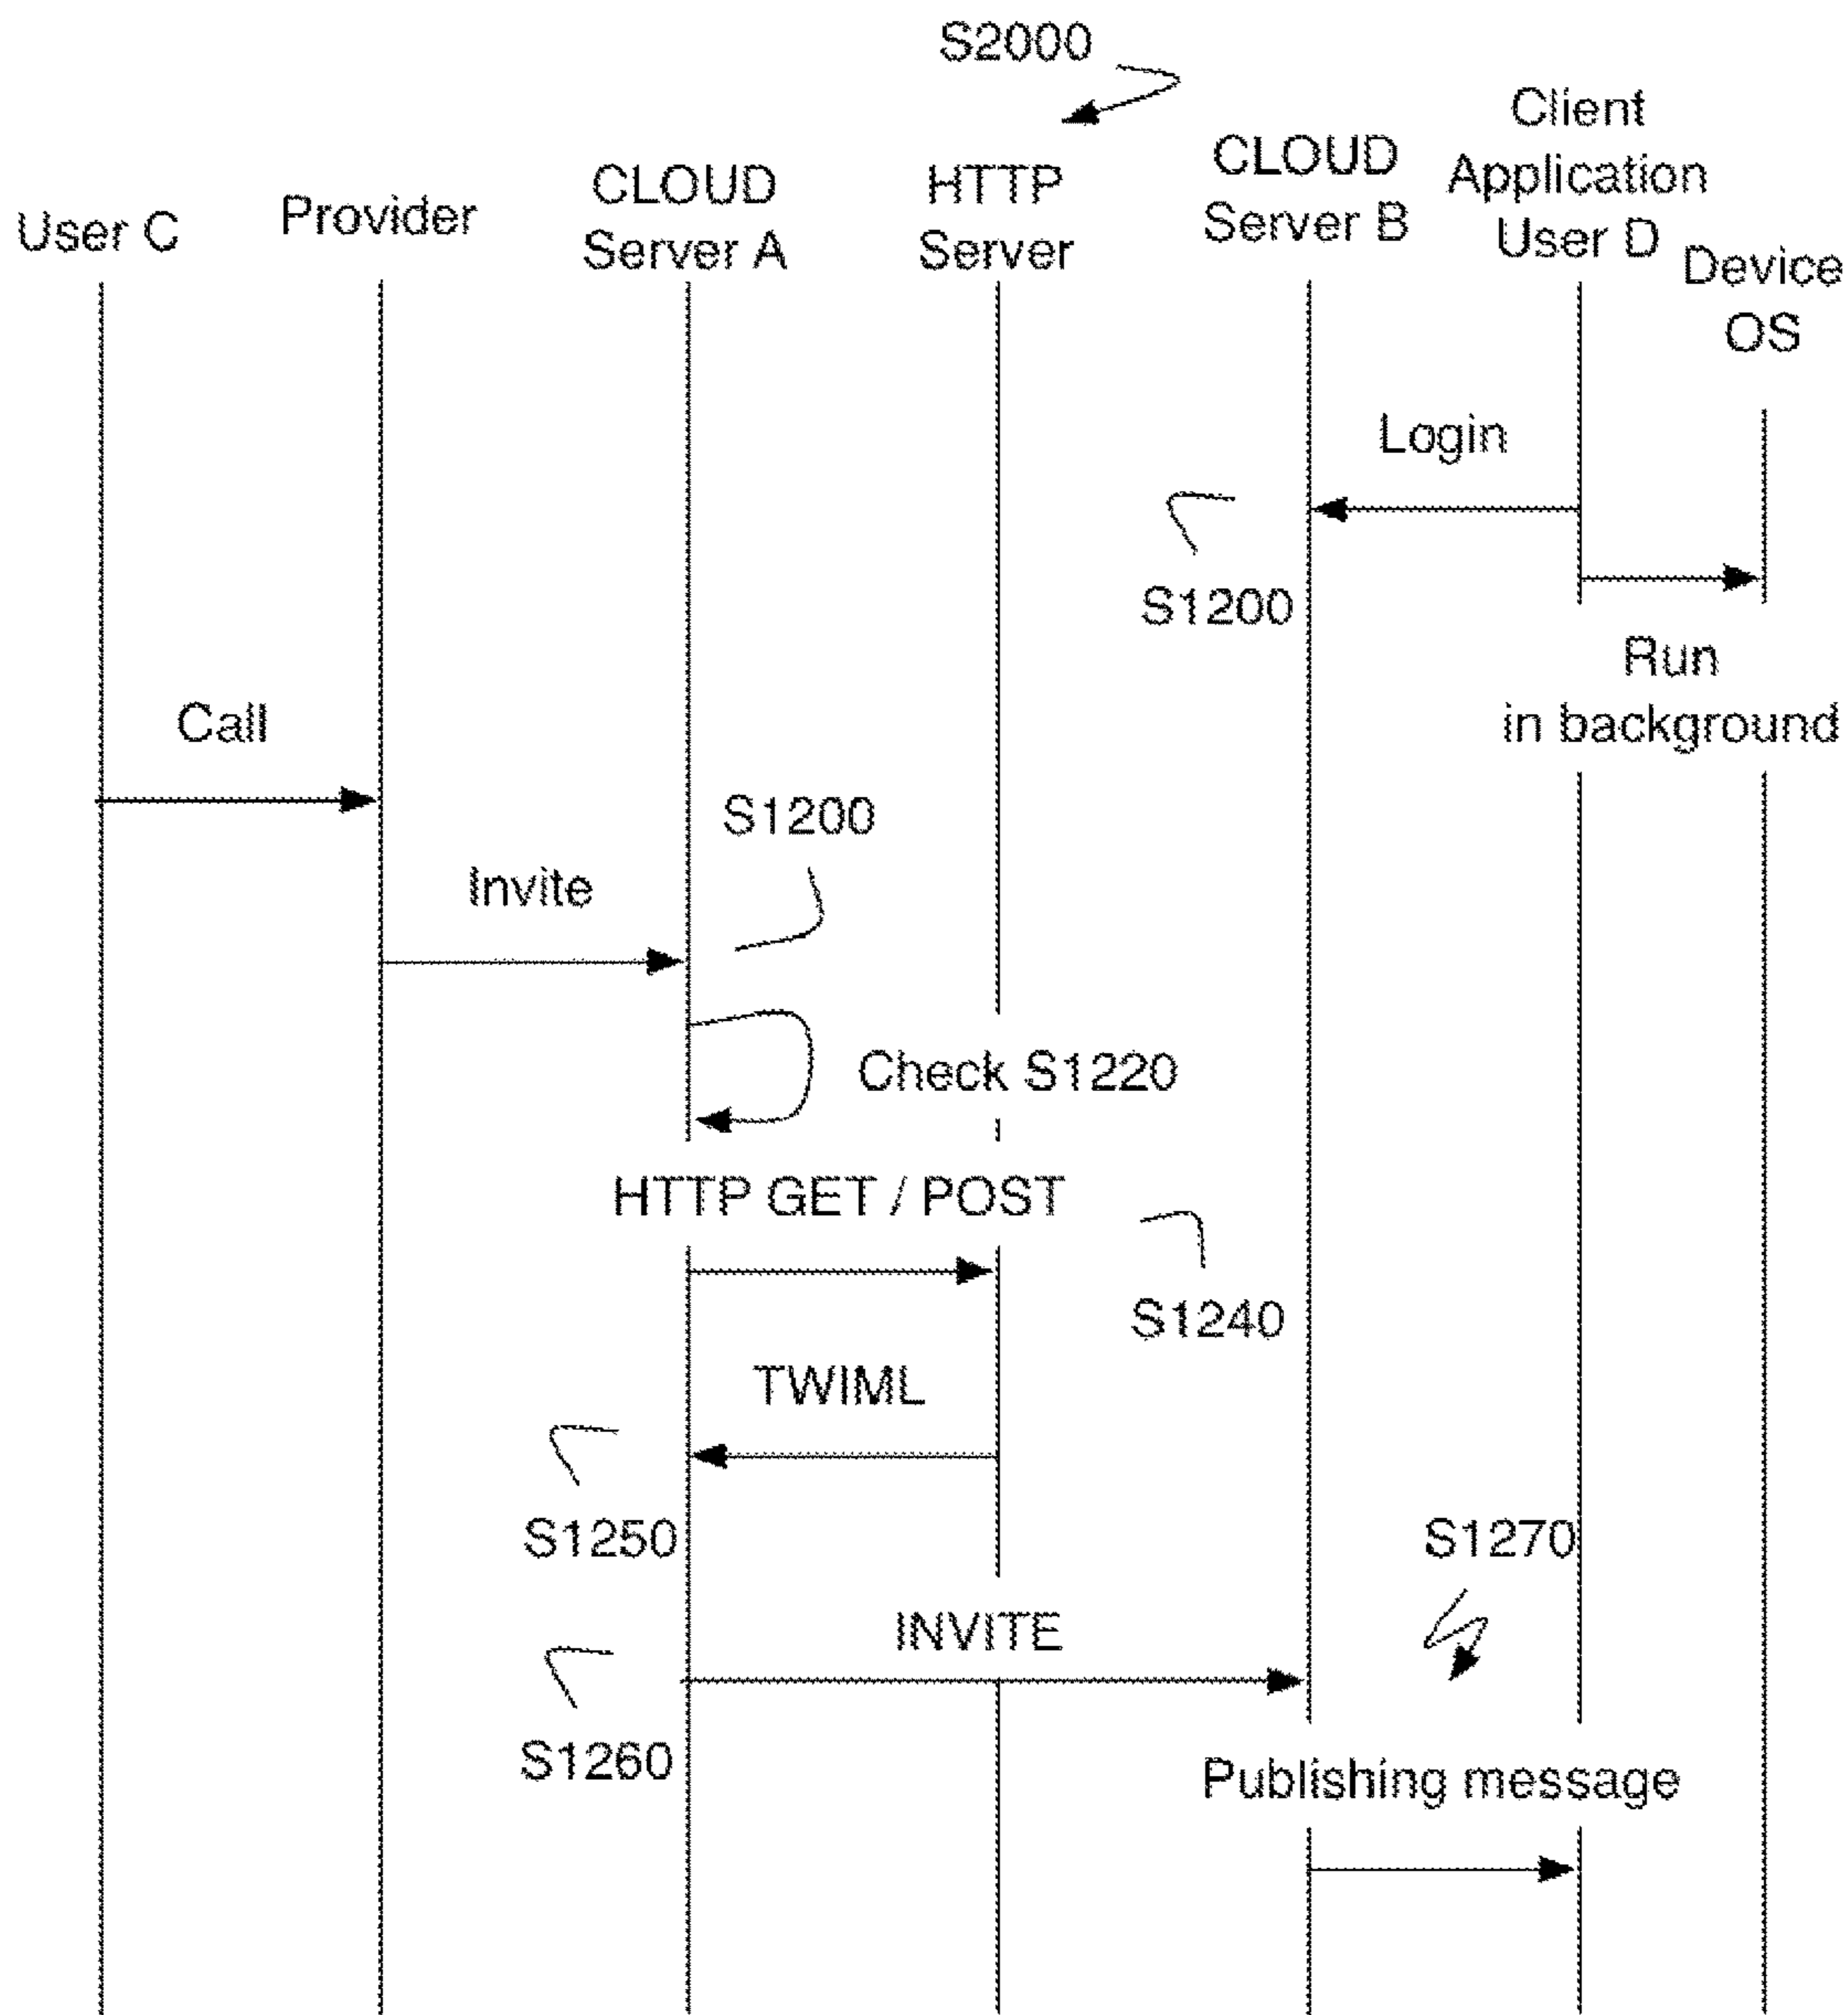 S2000
User C
Provider
CLOUD
Server A
HTTP
Server
CLOUD
Server B
Client
Application
User D
Device
OS
Login
S1200
Run
in background
Call
S1200
Invite
Check S1220
HTTP GET / POST
S1240
TWIML
S1250
S1270
INVITE
S1260
Publishing message